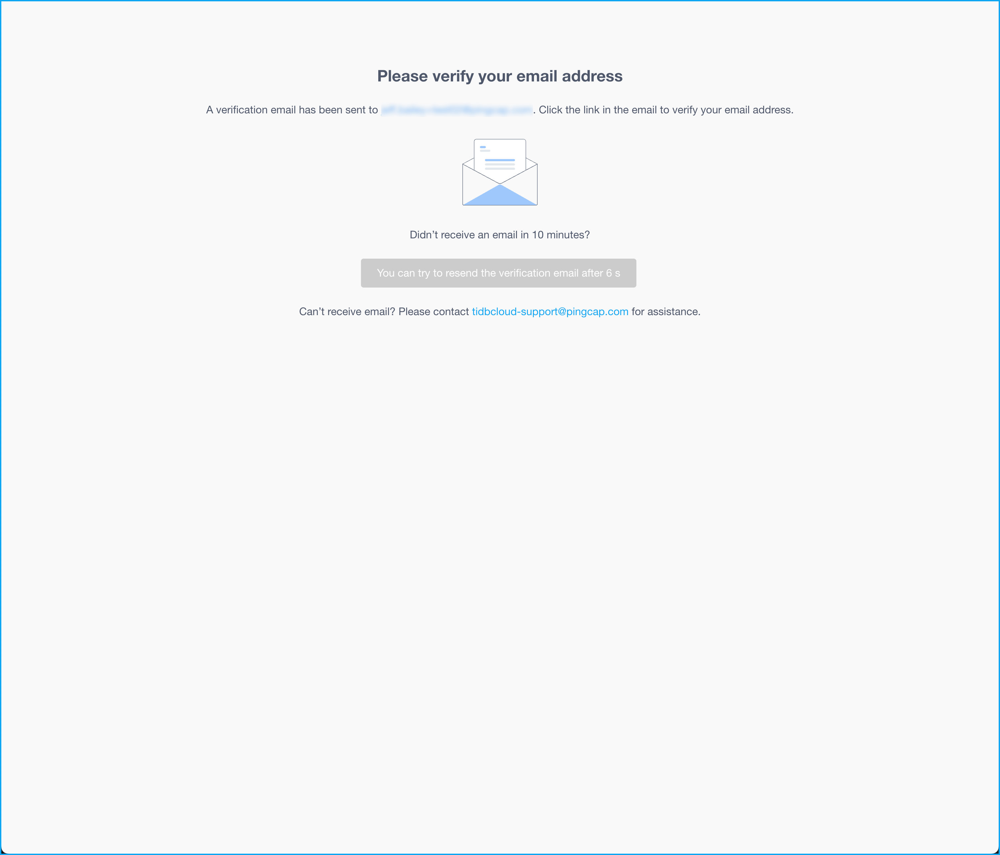 Please verify your email address
A verification email has been sent to . Click the link in the email to verify your email address.
Didn’t receive an email in 10 minutes?
You can try to resend the verification email after 6 s
Can’t receive email? Please contact tidbcloud-support@pingcap.com for assistance.